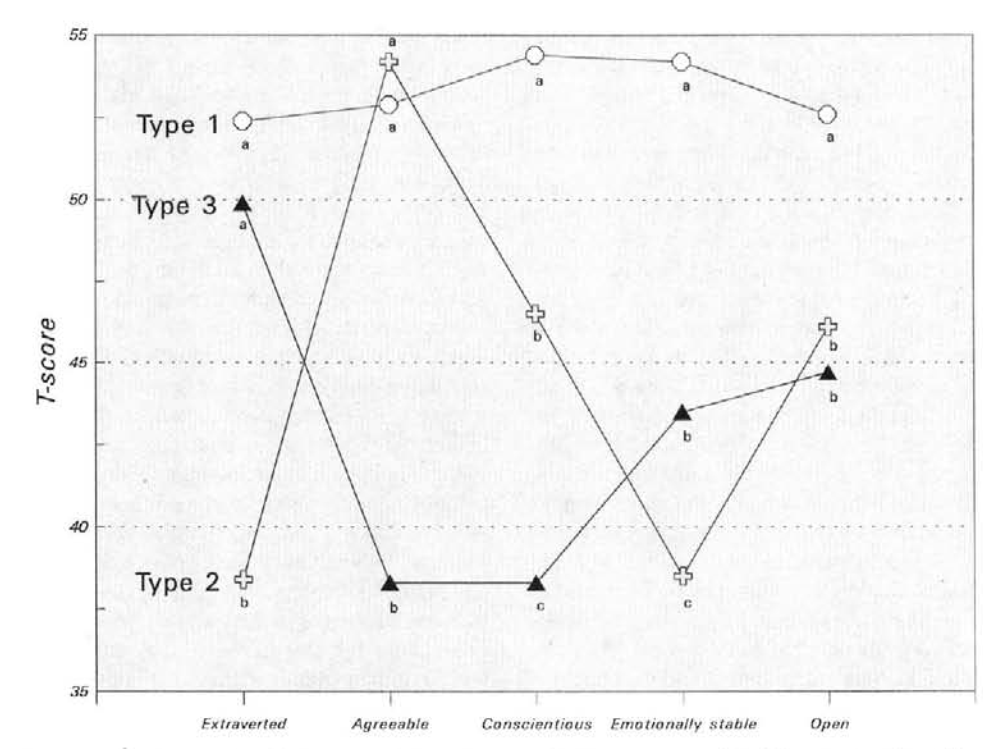 55
a
a
a
a
a
a
Type 1
50
Type 3
a
b
b
T-score
45
b
b
40
Type 2
b
b
c
c
35
Extraverted
Agreeable
Conscientious
Emotionally stable
Open